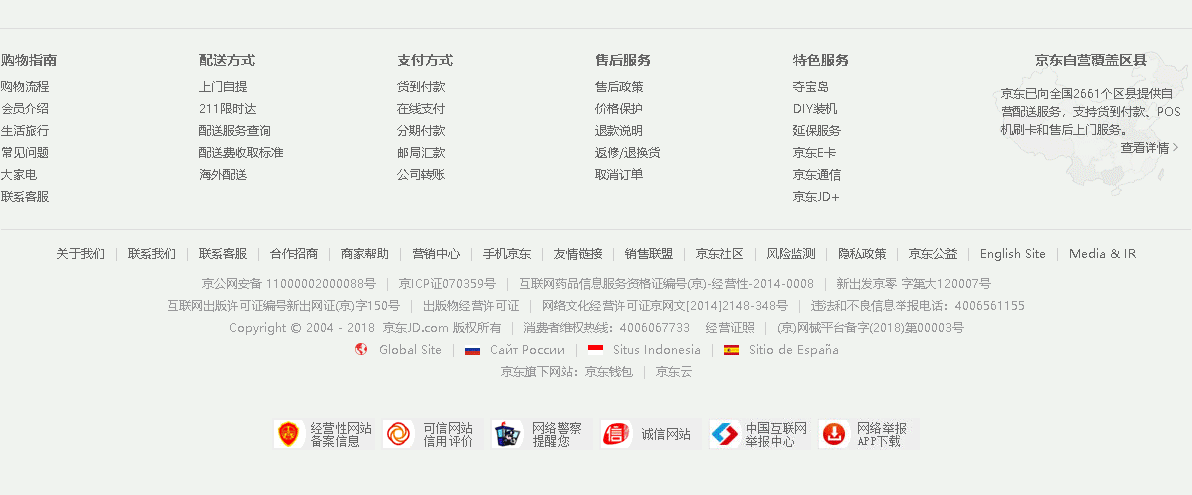 购物指南
购物流程
会员介绍
生活旅行
常见问题
大家电
联系客服
配送方式
上门自提
211限时达
配送服务查询
配送费收取标准
海外配送
支付方式
货到付款
在线支付
分期付款
邮局汇款
公司转账
售后服务
售后政策
价格保护
退款说明
返修/退换货
取消订单
特色服务
夺宝岛
DIY装机
延保服务
京东E卡
京东通信
京东JD+
京东自营覆盖区县
京东已向全国2661个区县提供自
营配送服务，支持货到付款、POS
机刷卡和售后上门服务。
查看详情 >
关于我们 | 联系我们 | 联系客服 | 合作招商 | 商家帮助 | 营销中心 | 手机京东 | 友情链接 | 销售联盟 | 京东社区 | 风险监测 | 隐私政策 | 京东公益 | English Site | Media & IR
京公网安备 11000002000088号 | 京ICP证070359号 | 互联网药品信息服务资格证编号(京)-经营性-2014-0008 | 新出发京零 字第大120007号
互联网出版许可证编号新出网证(京)字150号 | 出版物经营许可证 | 网络文化经营许可证京网文[2014]2148-348号 | 违法和不良信息举报电话：4006561155
Copyright © 2004 - 2018 京东JD.com 版权所有 | 消费者维权热线：4006067733 经营证照 | (京)网械平台备字(2018)第00003号
Global Site | Сайт России | Situs Indonesia | Sitio de España
京东旗下网站：京东钱包 | 京东云
经营性网站
备案信息
可信网站
信用评价
网络警察
提醒您
诚信网站
中国互联网
举报中心
网络举报
APP下载